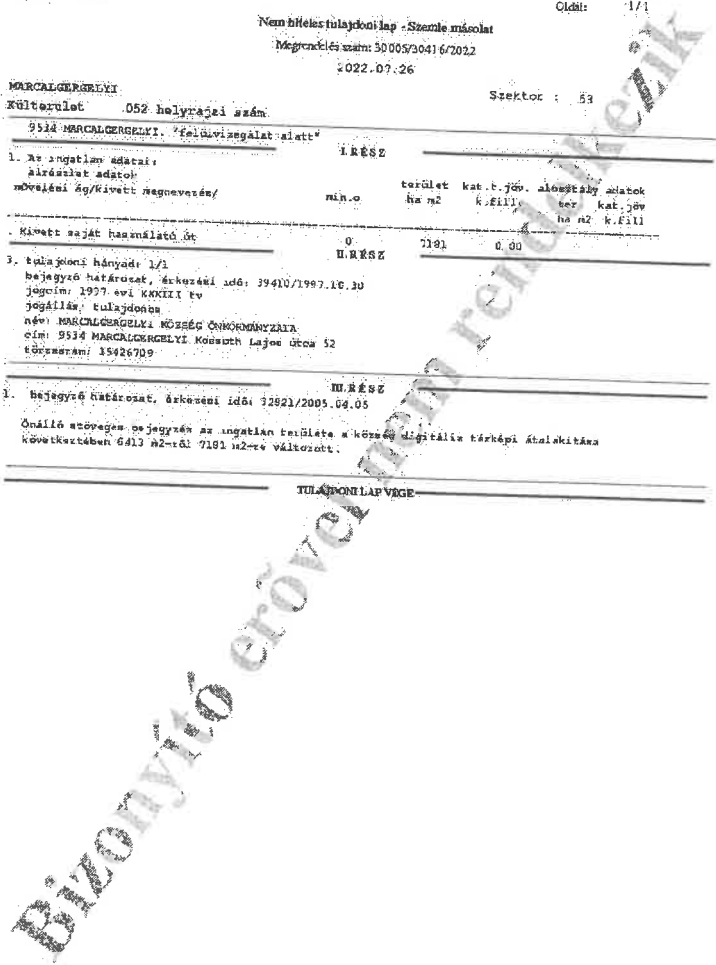 Oldal: 1/1
Nem hiteles tulajdoni lap - Szemle másolat
Megrendelés szám: 30005/30416/2022
2022.07.26
MARCALGERGELYI
Szektor : 53
Külterület 052 helyrajzi szám
9534 MARCALGERGELYI. "felülvizsgálat alatt"
I.RÉSZ
1. Az ingatlan adatai:
alrészlet adatok
terület kat.t.jöv. alosztály adatok
művelési ág/kivett megnevezés/ min.o ha m2 k.fill. ter kat.jöv
ha m2 k.fill
. Kivett saját használatú út 0 7181 0.00
II.RÉSZ
3. tulajdoni hányad: 1/1
bejegyző határozat, érkezési idő: 39410/1997.10.30
jogcím: 1997 évi XXXIII tv
jogállás: tulajdonos
név: MARCALGERGELYI KÖZSÉG ÖNKORMÁNYZATA
cím: 9534 MARCALGERGELYI Kossuth Lajos utca 52
törzsszám: 15426709
III.RÉSZ
1. bejegyző határozat, érkezési idő: 32821/2005.04.05
Önálló szöveges bejegyzés az ingatlan területe a község digitális térképi átalakítása
következtében 6413 m2-ről 7181 m2-re változott.
TULAJDONI LAP VÉGE
Bizonyító erővel nem rendelkezik